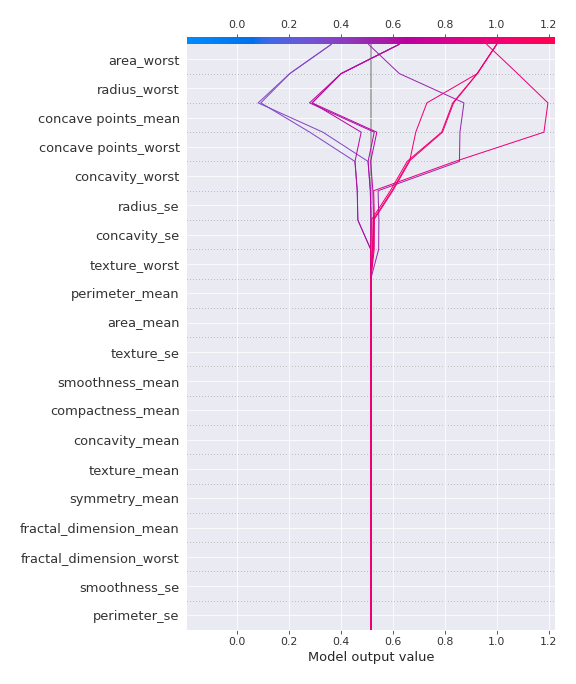 0.0 0.2 0.4 0.6 0.8 1.0 1.2
area_worst
radius_worst
concave points_mean
concave points_worst
concavity_worst
radius_se
concavity_se
texture_worst
perimeter_mean
area_mean
texture_se
smoothness_mean
compactness_mean
concavity_mean
texture_mean
symmetry_mean
fractal_dimension_mean
fractal_dimension_worst
smoothness_se
perimeter_se
0.0 0.2 0.4 0.6 0.8 1.0 1.2
Model output value